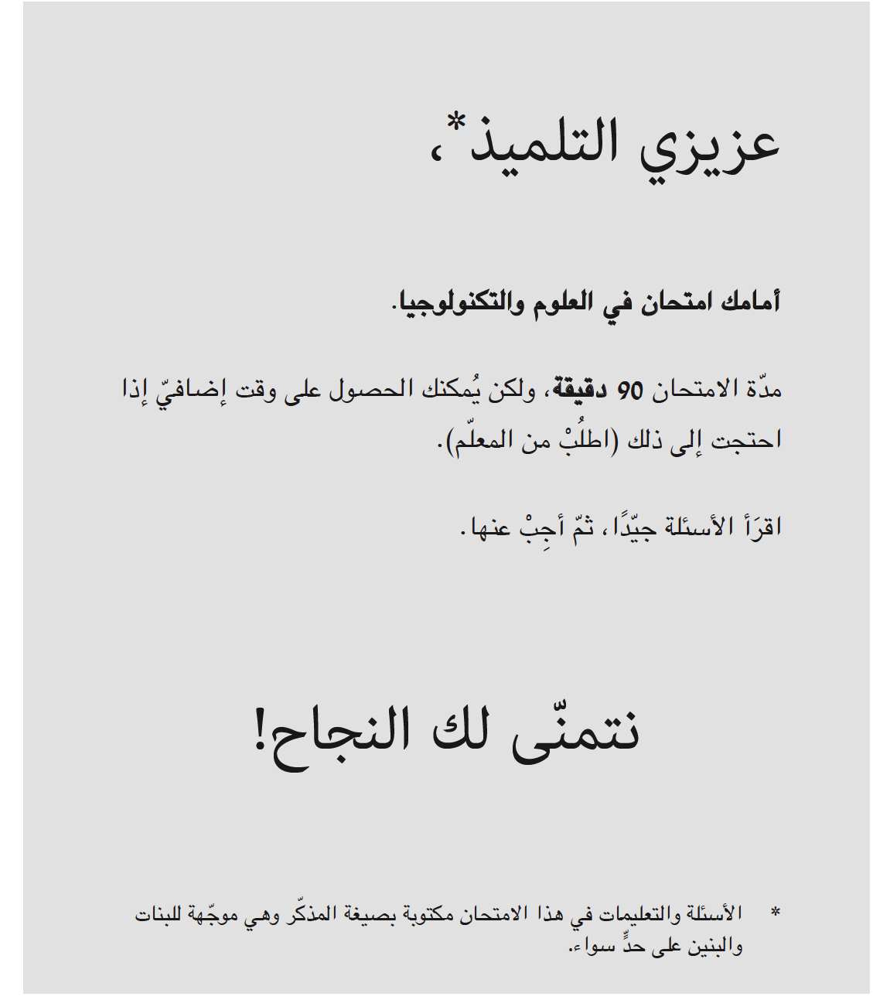 عزيزي التلميذ*،
أمامك امتحان في العلوم والتكنولوجيا.
مدّة الامتحان 90 دقيقة، ولكن يُمكنك الحصول على وقت إضافيّ إذا
احتجت إلى ذلك (اطلُبْ من المعلّم).
اقرَأ الأسئلة جيّدًا، ثمّ أجِبْ عنها.
نتمنّى لك النجاح!
* الأسئلة والتعليمات في هذا الامتحان مكتوبة بصيغة المذكّر وهي موجّهة للبنات
والبنين على حدٍّ سواء.